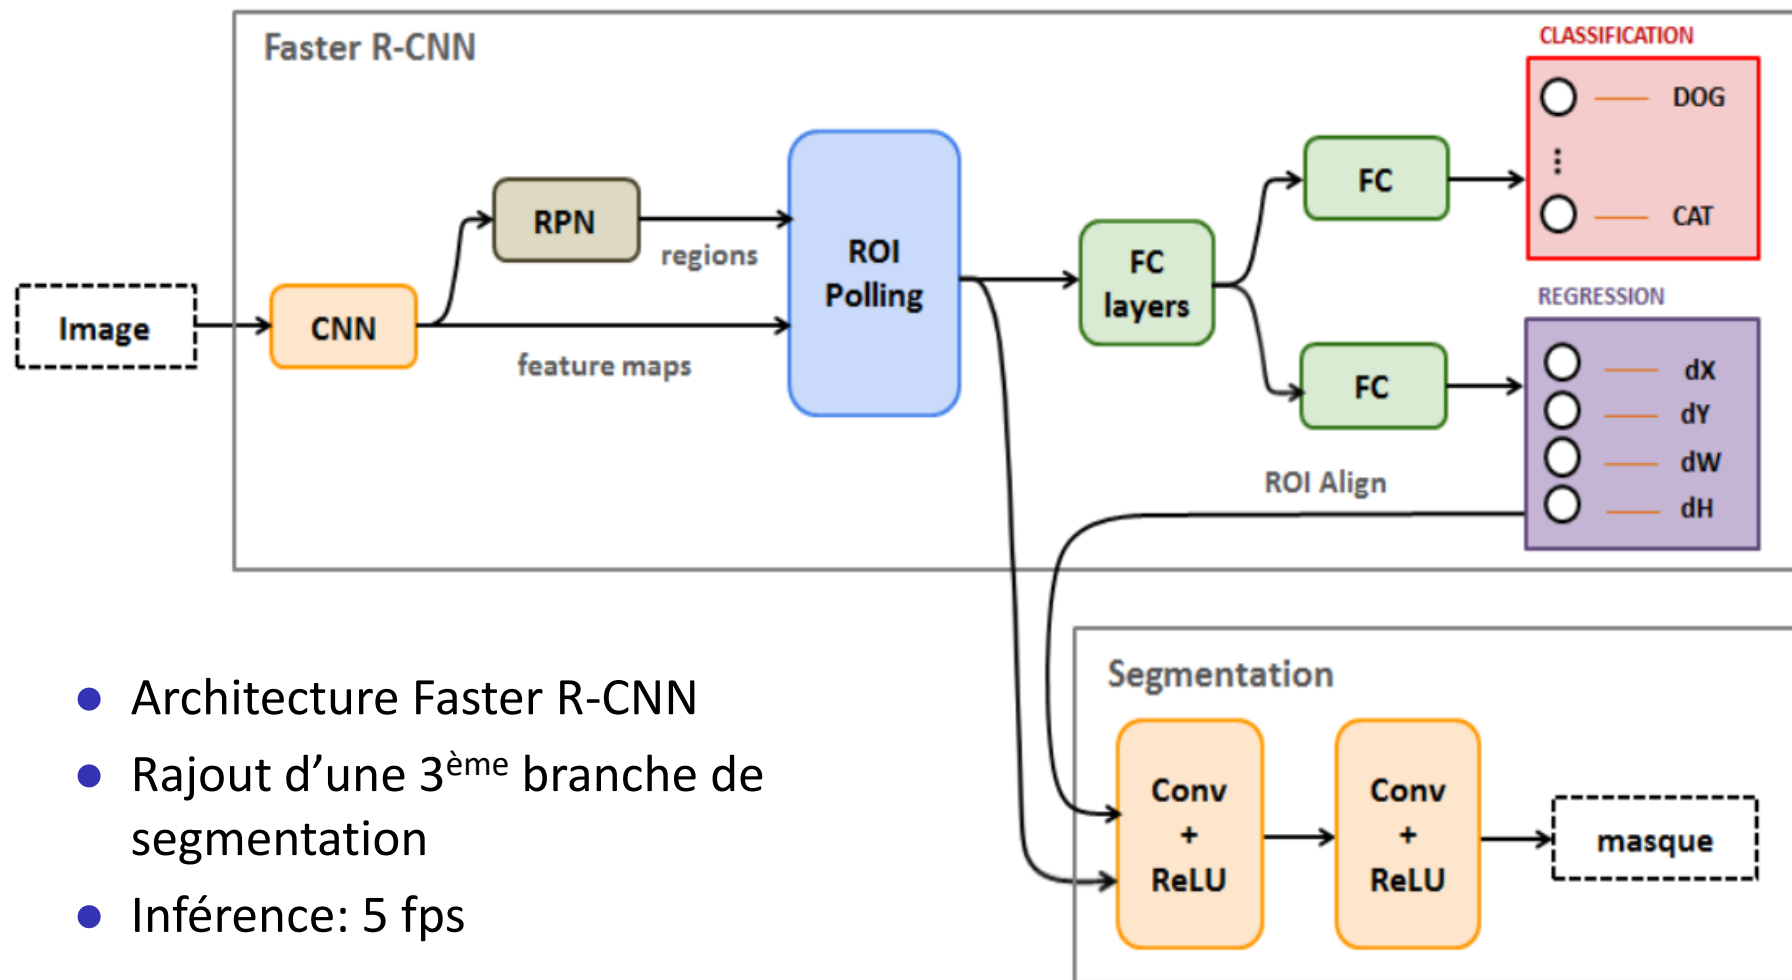 Faster R-CNN
CLASSIFICATION
DOG
CAT
RPN
regions
ROI
Polling
FC
FC
layers
Image
CNN
feature maps
REGRESSION
FC
dX
dY
dW
dH
ROI Align
Segmentation
Conv
+
ReLU
Conv
+
ReLU
masque
● Architecture Faster R-CNN
● Rajout d’une 3ème branche de
segmentation
● Inférence: 5 fps